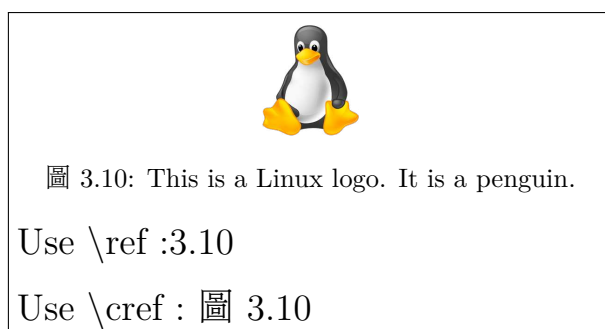 圖 3.10: This is a Linux logo. It is a penguin.
Use \ref :3.10
Use \cref : 圖 3.10